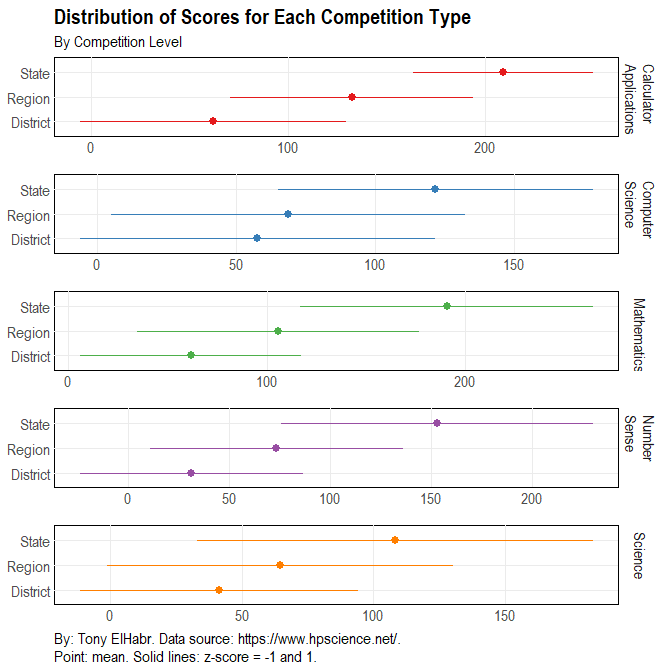 Distribution of Scores for Each Competition Type
By Competition Level
State
Region
District
0 100 200
Calculator
Applications
State
Region
District
0 50 100 150
Computer
Science
State
Region
District
0 100 200
Mathematics
State
Region
District
0 50 100 150 200
Number
Sense
State
Region
District
0 50 100 150
Science
By: Tony ElHabr. Data source: https://www.hpscience.net/.
Point: mean. Solid lines: z-score = -1 and 1.